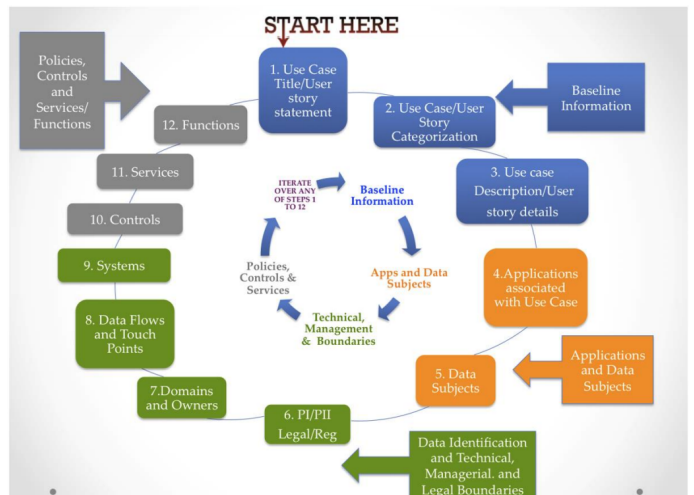 START HERE
Policies,
Controls
and
Services/
Functions
1. Use Case
Title/User
story
statement
2. Use Case/User
Story
Categorization
Baseline
Information
3. Use case
Description/User
story details
4.Applications
associated
with Use Case
Applications
and Data
Subjects
5. Data
Subjects
6. PI/PII
Legal/Reg
Data Identification
and Technical,
Managerial. and
Legal Boundaries
7.Domains
and Owners
8. Data Flows
and Touch
Points
9. Systems
10. Controls
11. Services
12. Functions
ITERATE
OVER ANY
OF STEPS 1
TO 12
Baseline
Information
Apps and Data
Subjects
Technical,
Management
& Boundaries
Policies,
Controls &
Services